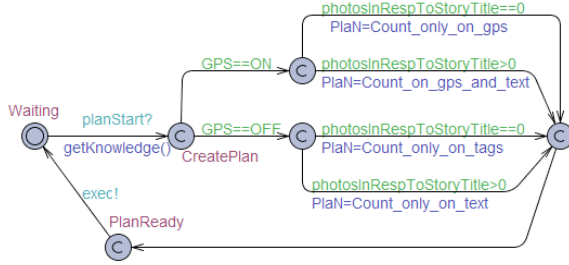 photosInRespToStoryTitle==0
PlaN=Count_only_on_gps
GPS==ON
photosInRespToStoryTitle>0
PlaN=Count_on_gps_and_text
C
Waiting
planStart?
getKnowledge()
C
CreatePlan
GPS==OFF
C
photosInRespToStoryTitle==0
PlaN=Count_only_on_tags
C
photosInRespToStoryTitle>0
PlaN=Count_only_on_text
exec!
PlanReady
C